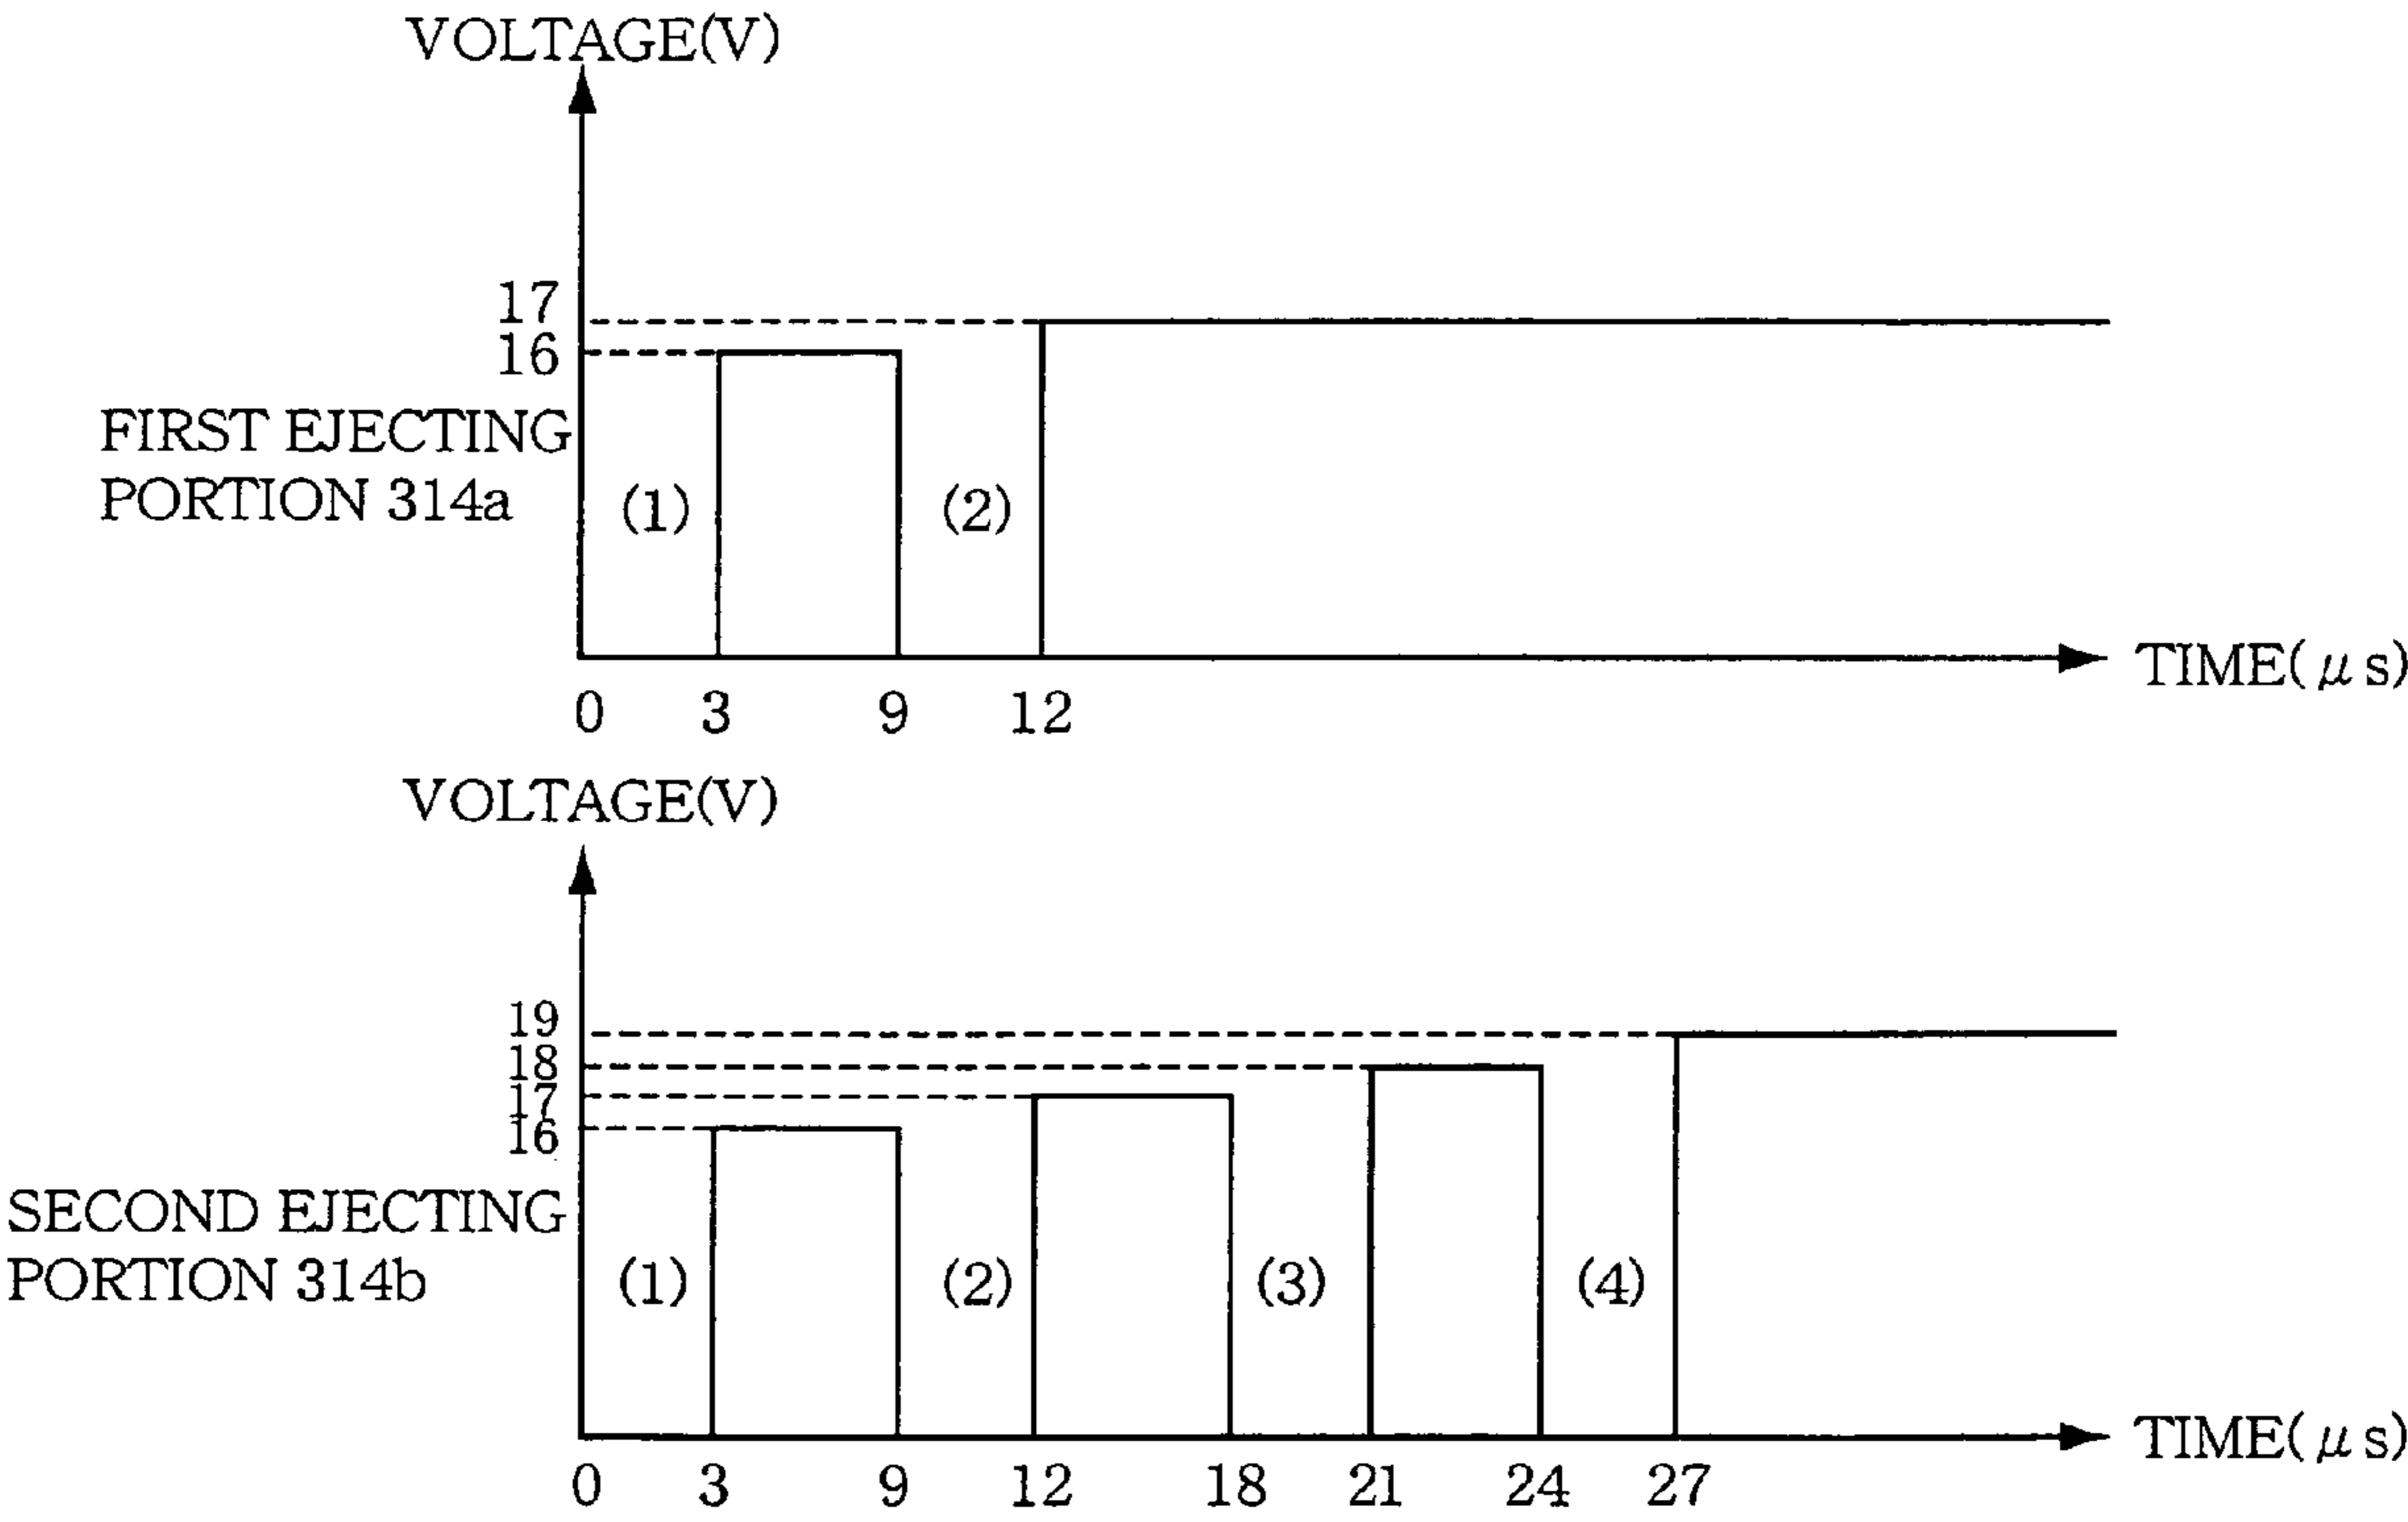 VOLTAGE(V)
17
16
FIRST EJECTING
PORTION 314a
(1)
(2)
TIME(μs)
0 3 9 12
VOLTAGE(V)
19
18
17
16
SECOND EJECTING
PORTION 314b
(1)
(2)
(3)
(4)
TIME(μs)
0 3 9 12 18 21 24 27